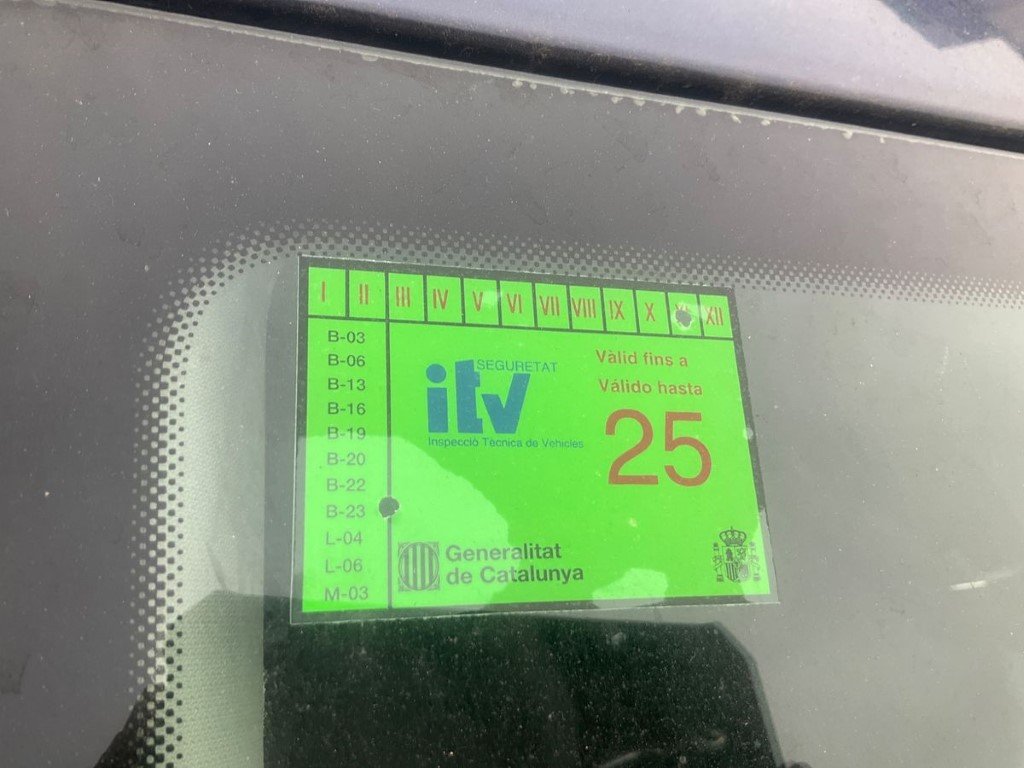 I II III IV V VI VII VIII IX X XII
B-03
B-06
B-13
B-16
B-19
B-20
B-22
B-23
L-04
L-06
M-03
SEGURETAT
itv
Inspecció Tècnica de Vehicles
Vàlid fins a
Válido hasta
25
Generalitat
de Catalunya